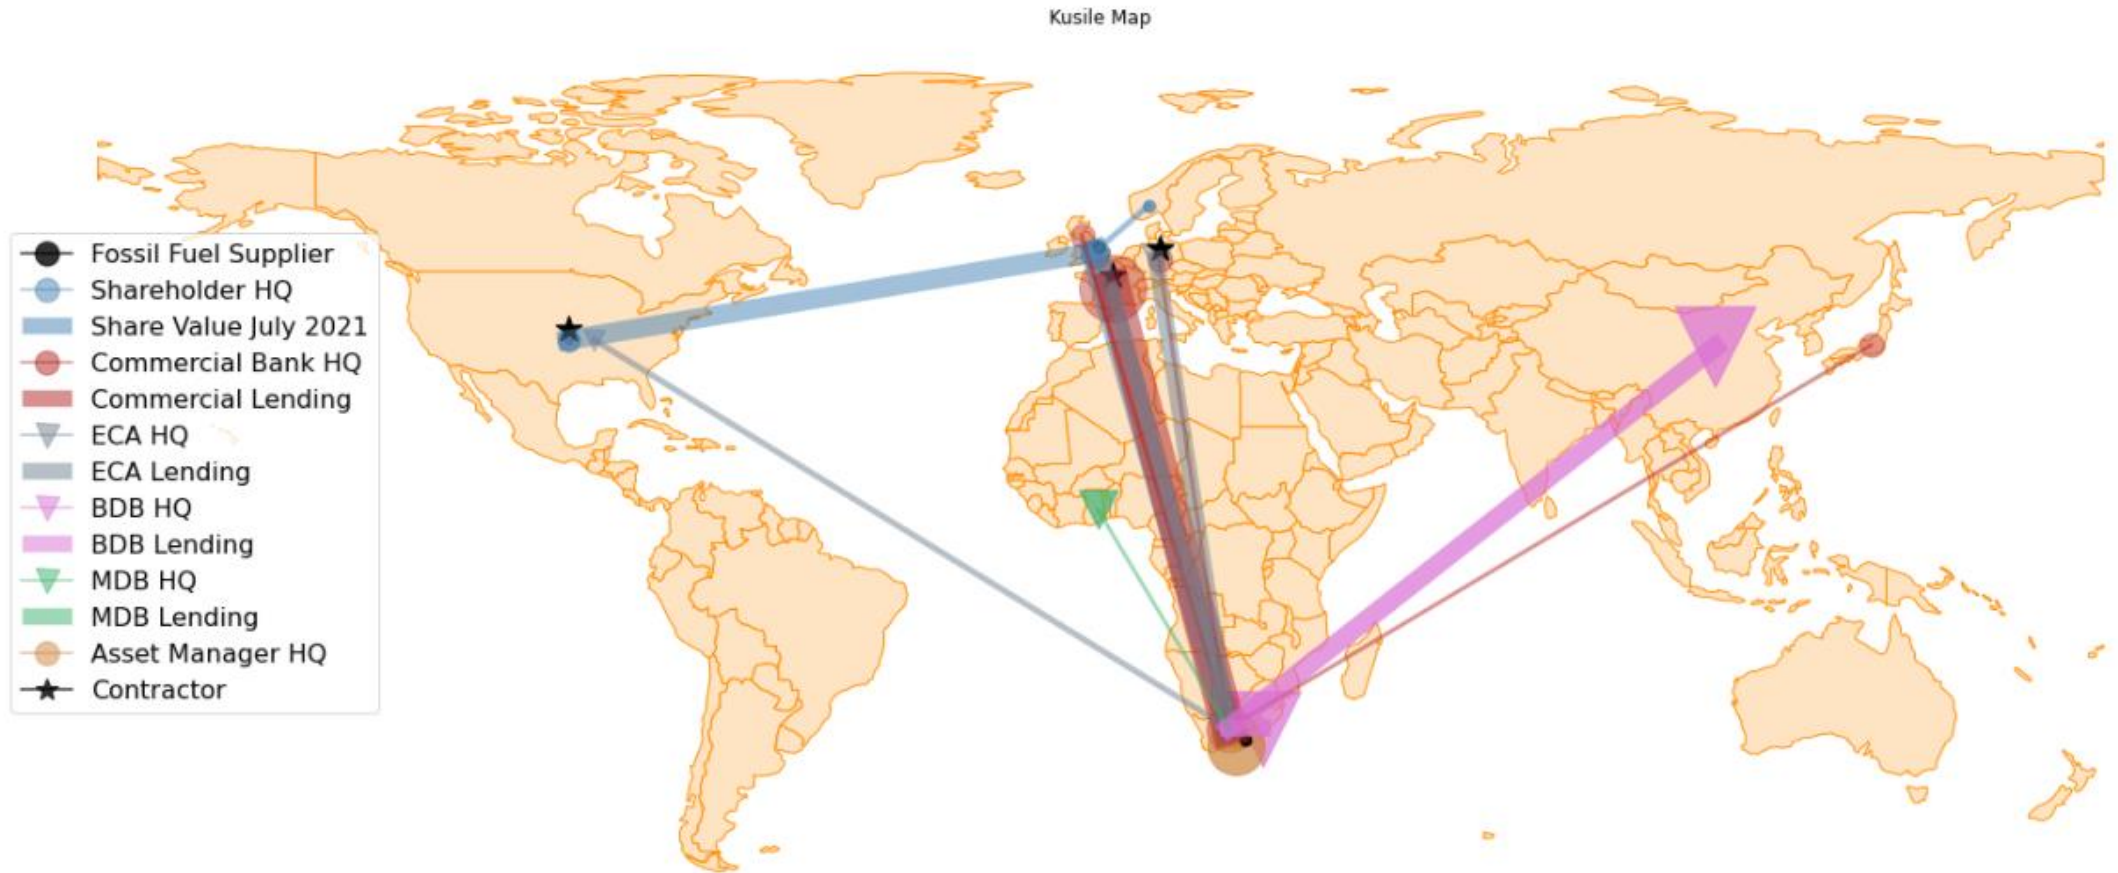 Kusile Map
Fossil Fuel Supplier
Shareholder HQ
Share Value July 2021
Commercial Bank HQ
Commercial Lending
ECA HQ
ECA Lending
BDB HQ
BDB Lending
MDB HQ
MDB Lending
Asset Manager HQ
Contractor